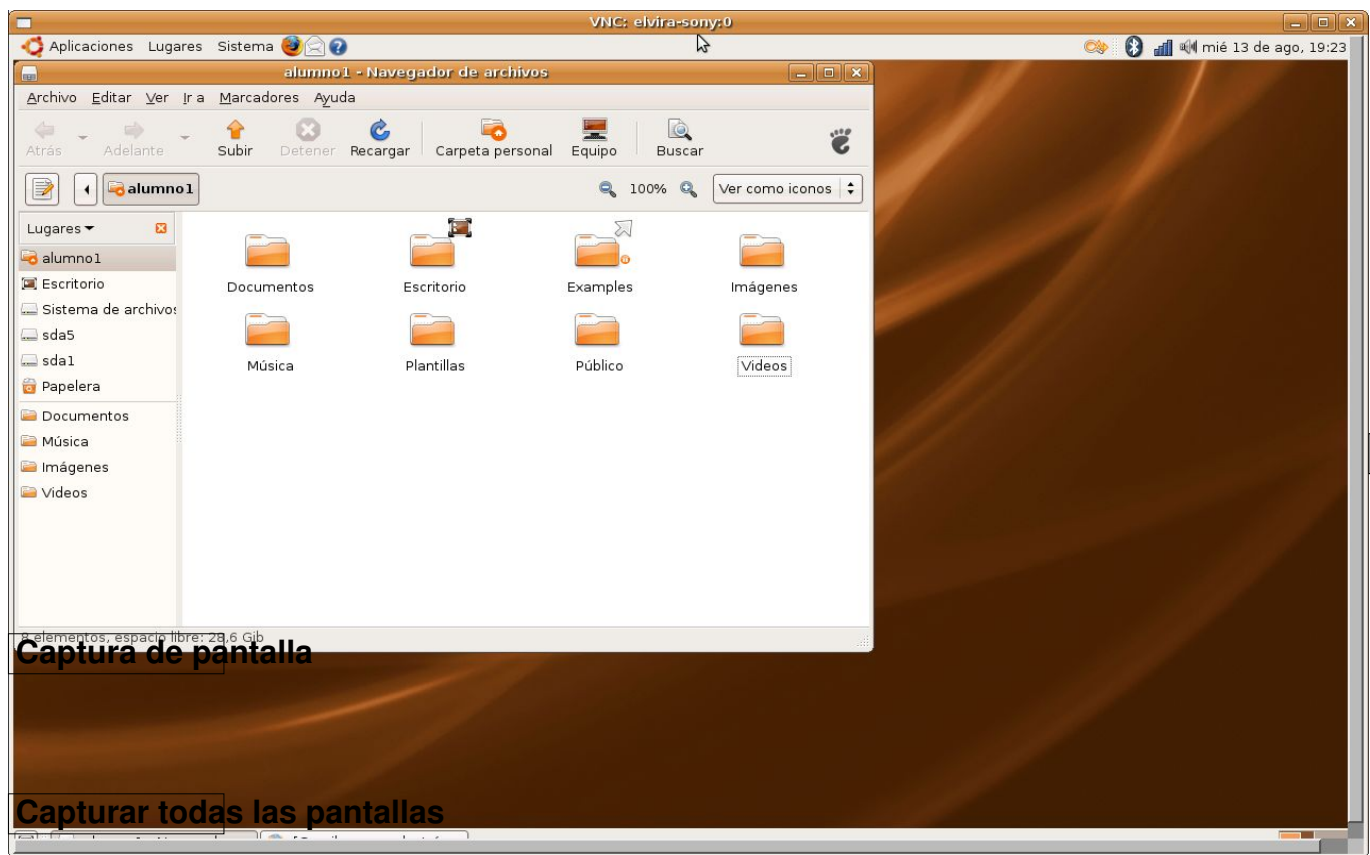 VNC: elvira-sony:0
Aplicaciones Lugares Sistema
mié 13 de ago, 19:23
alumno1 - Navegador de archivos
Archivo Editar Ver Ir a Marcadores Ayuda
Atrás Adelante Subir Detener Recargar Carpeta personal Equipo Buscar
alumno1 100% Ver como iconos
Lugares
alumno1
Escritorio
Sistema de archivos
sda5
sda1
Papelera
Documentos
Música
Imágenes
Videos
Documentos Escritorio Examples Imágenes
Música Plantillas Público Videos
8 elementos, espacio libre: 28,6 Gib
Captura de pantalla
Capturar todas las pantallas